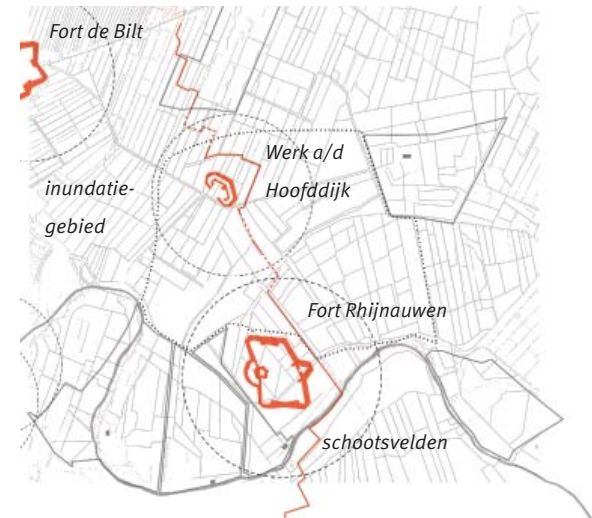 Fort de Bilt
Werk a/d
Hoofddijk
inundatie-
gebied
Fort Rhijnauwen
schootsvelden